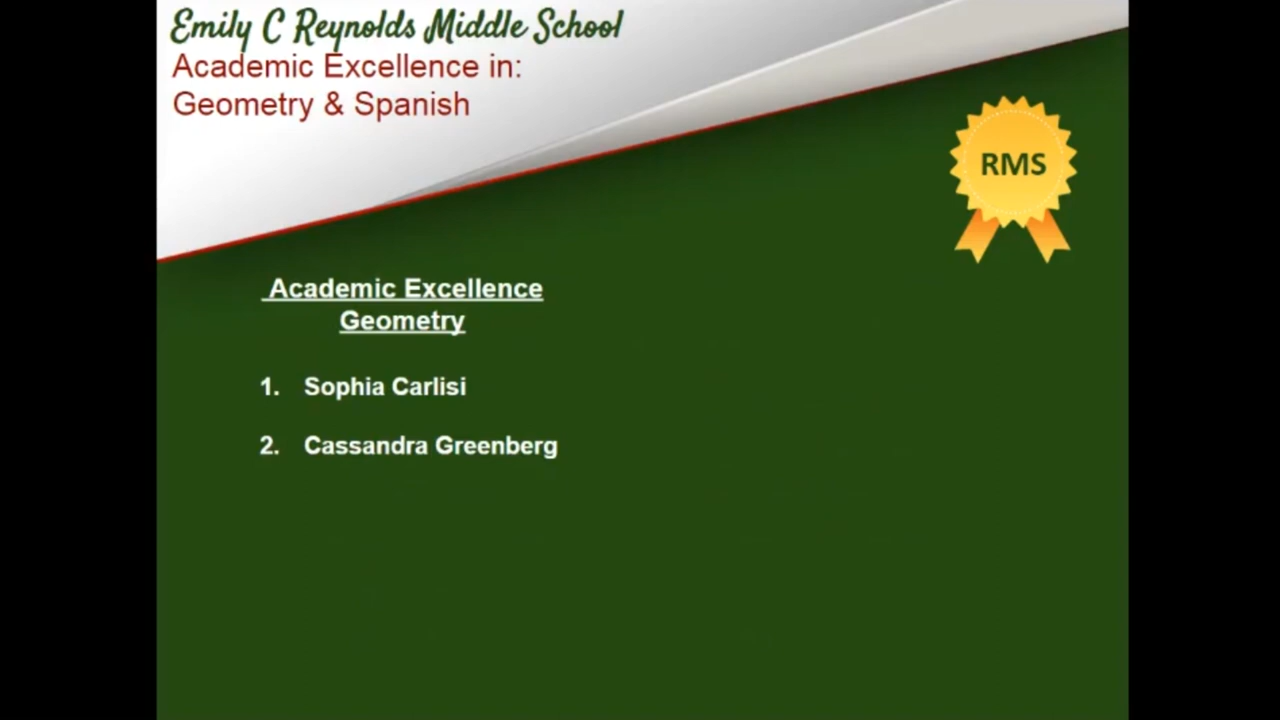 Emily C Reynolds Middle School
Academic Excellence in:
Geometry & Spanish
RMS
Academic Excellence
Geometry
1. Sophia Carlisi
2. Cassandra Greenberg